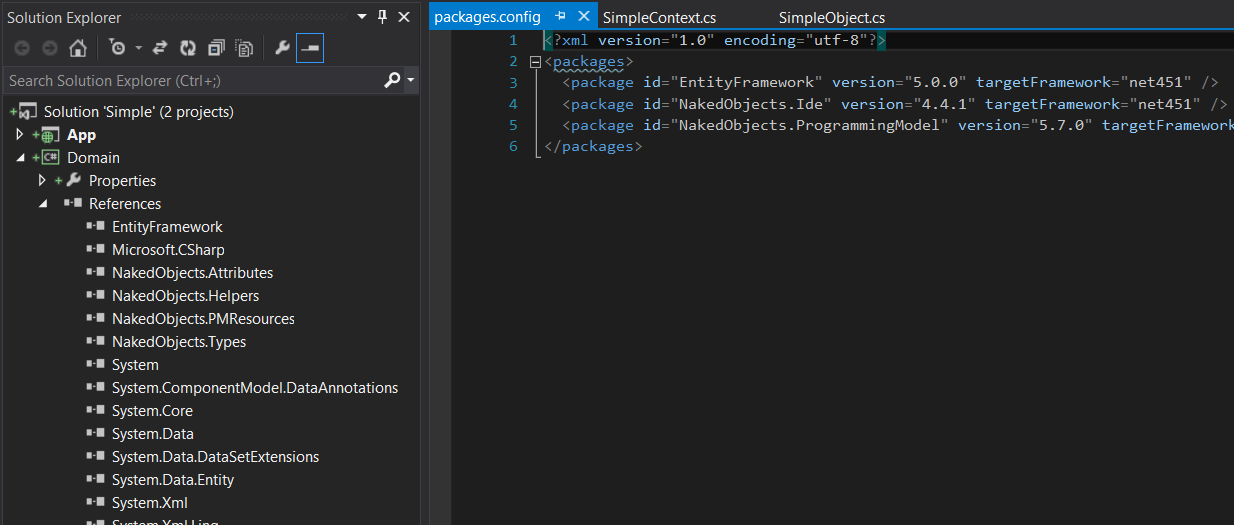 Solution Explorer
Search Solution Explorer (Ctrl+;)
Solution 'Simple' (2 projects)
App
C# Domain
Properties
References
EntityFramework
Microsoft.CSharp
NakedObjects.Attributes
NakedObjects.Helpers
NakedObjects.PMResources
NakedObjects.Types
System
System.ComponentModel.DataAnnotations
System.Core
System.Data
System.Data.DataSetExtensions
System.Data.Entity
System.Xml
System.Xml.Linq
packages.config SimpleContext.cs SimpleObject.cs
1 <?xml version="1.0" encoding="utf-8"?>
2 <packages>
3 <package id="EntityFramework" version="5.0.0" targetFramework="net451" />
4 <package id="NakedObjects.Ide" version="4.4.1" targetFramework="net451" />
5 <package id="NakedObjects.ProgrammingModel" version="5.7.0" targetFramework
6 </packages>